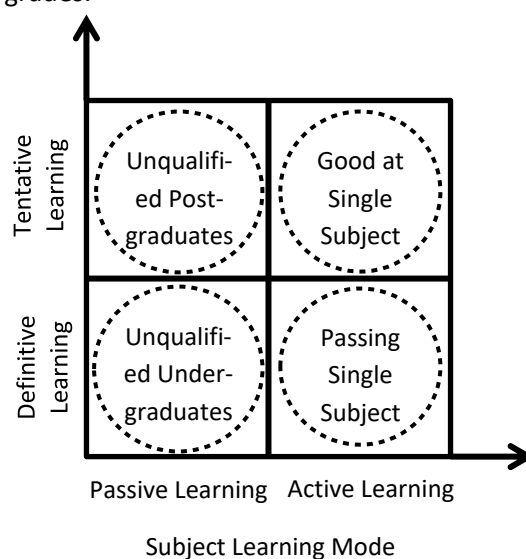 grades.
Tentative
Learning
Unqualifi-
ed Post-
graduates
Good at
Single
Subject
Definitive
Learning
Unqualifi-
ed Under-
graduates
Passing
Single
Subject
Passive Learning Active Learning
Subject Learning Mode